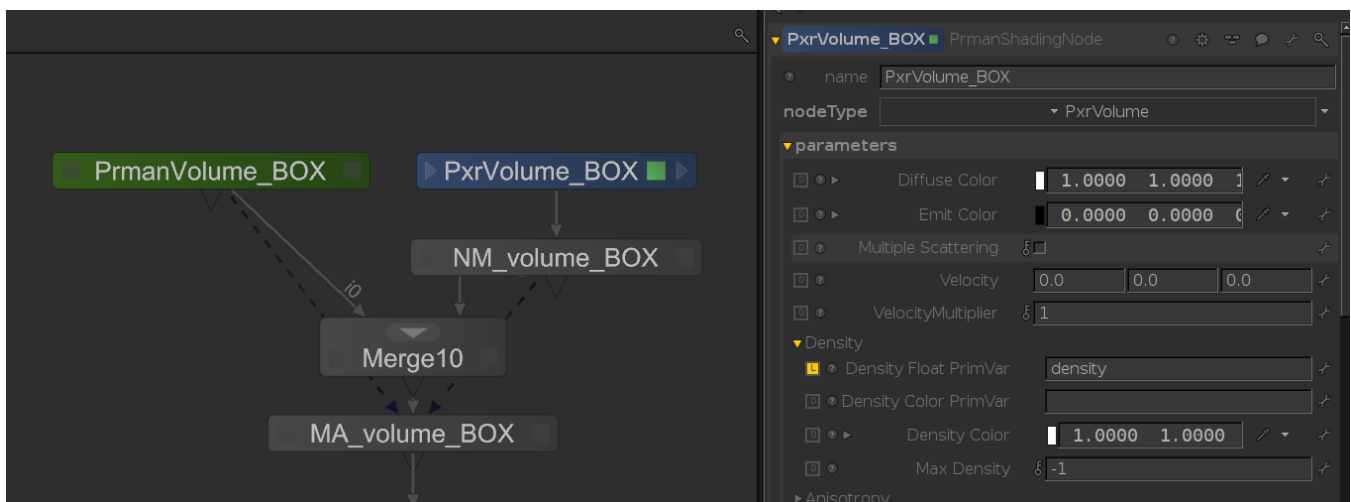 PrmanVolume_BOX
PxrVolume_BOX
NM_volume_BOX
i0
Merge10
MA_volume_BOX
PxrVolume_BOX PrmanShadingNode
name PxrVolume_BOX
nodeType PxrVolume
parameters
Diffuse Color 1.0000 1.0000 1
Emit Color 0.0000 0.0000 0
Multiple Scattering
Velocity 0.0 0.0 0.0
VelocityMultiplier 1
Density
L Density Float PrimVar density
Density Color PrimVar
Density Color 1.0000 1.0000
Max Density -1
Anisotropy